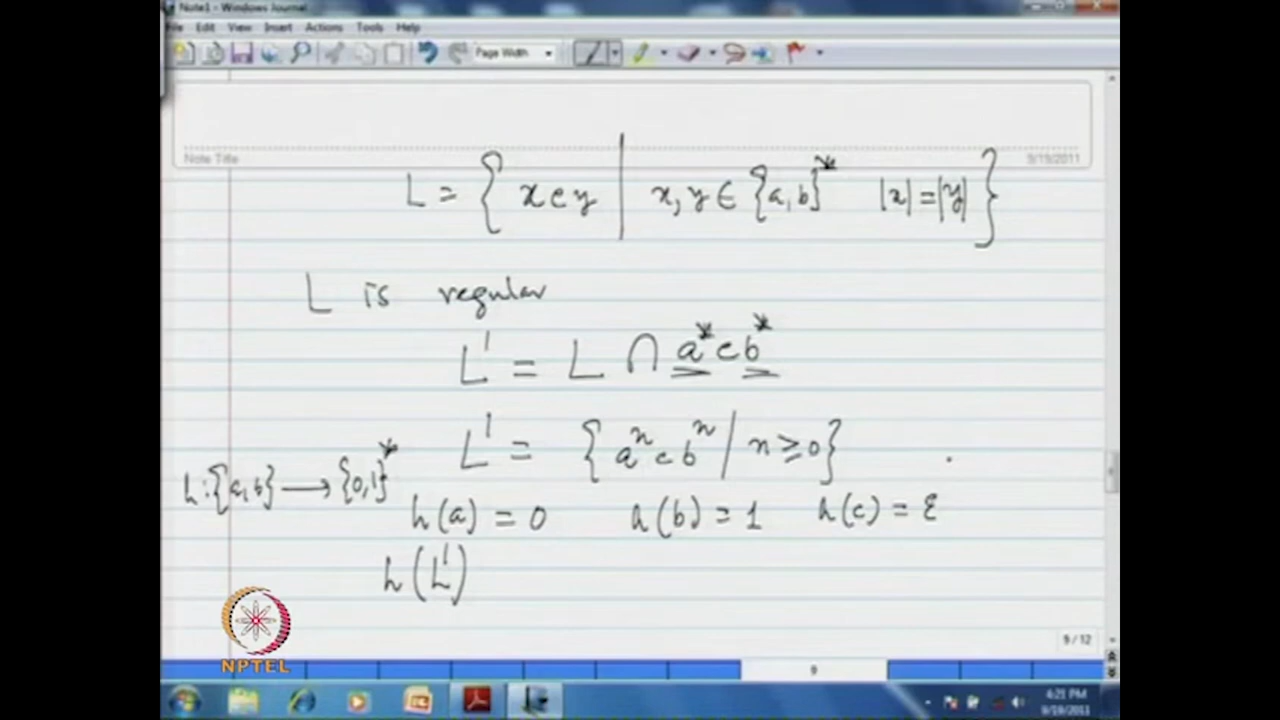 Note1 - Windows Journal
File Edit View Insert Actions Tools Help
Page Width
Note Title
9/19/2011
L = { xcy | x, y ∈ {a, b}* |x| = |y| }
L is regular
L' = L ∩ a*cb*
L' = { aⁿcbⁿ / n ≥ 0 }
h : {a, b} → {0, 1}*
h(a) = 0 h(b) = 1 h(c) = ε
h(L')
NPTEL
9 / 12
9
4:21 PM
9/19/2011